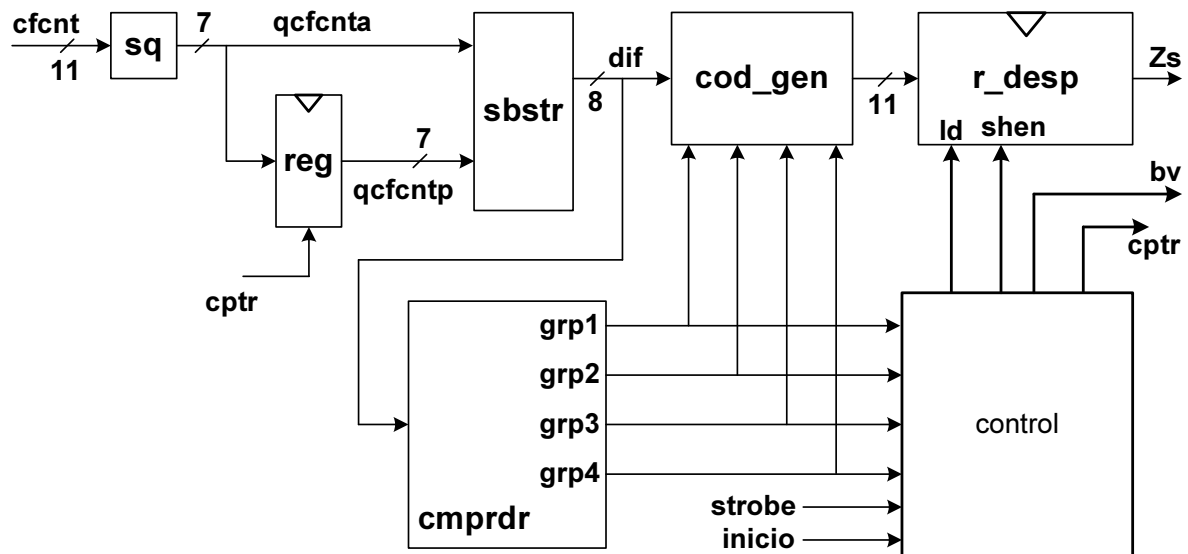 cfcnt
11
sq
7
qcfcnta
reg
cptr
7
qcfcntp
sbstr
dif
8
cod_gen
11
r_desp
ld shen
Zs
bv
cptr
cmprdr
grp1
grp2
grp3
grp4
strobe
inicio
control